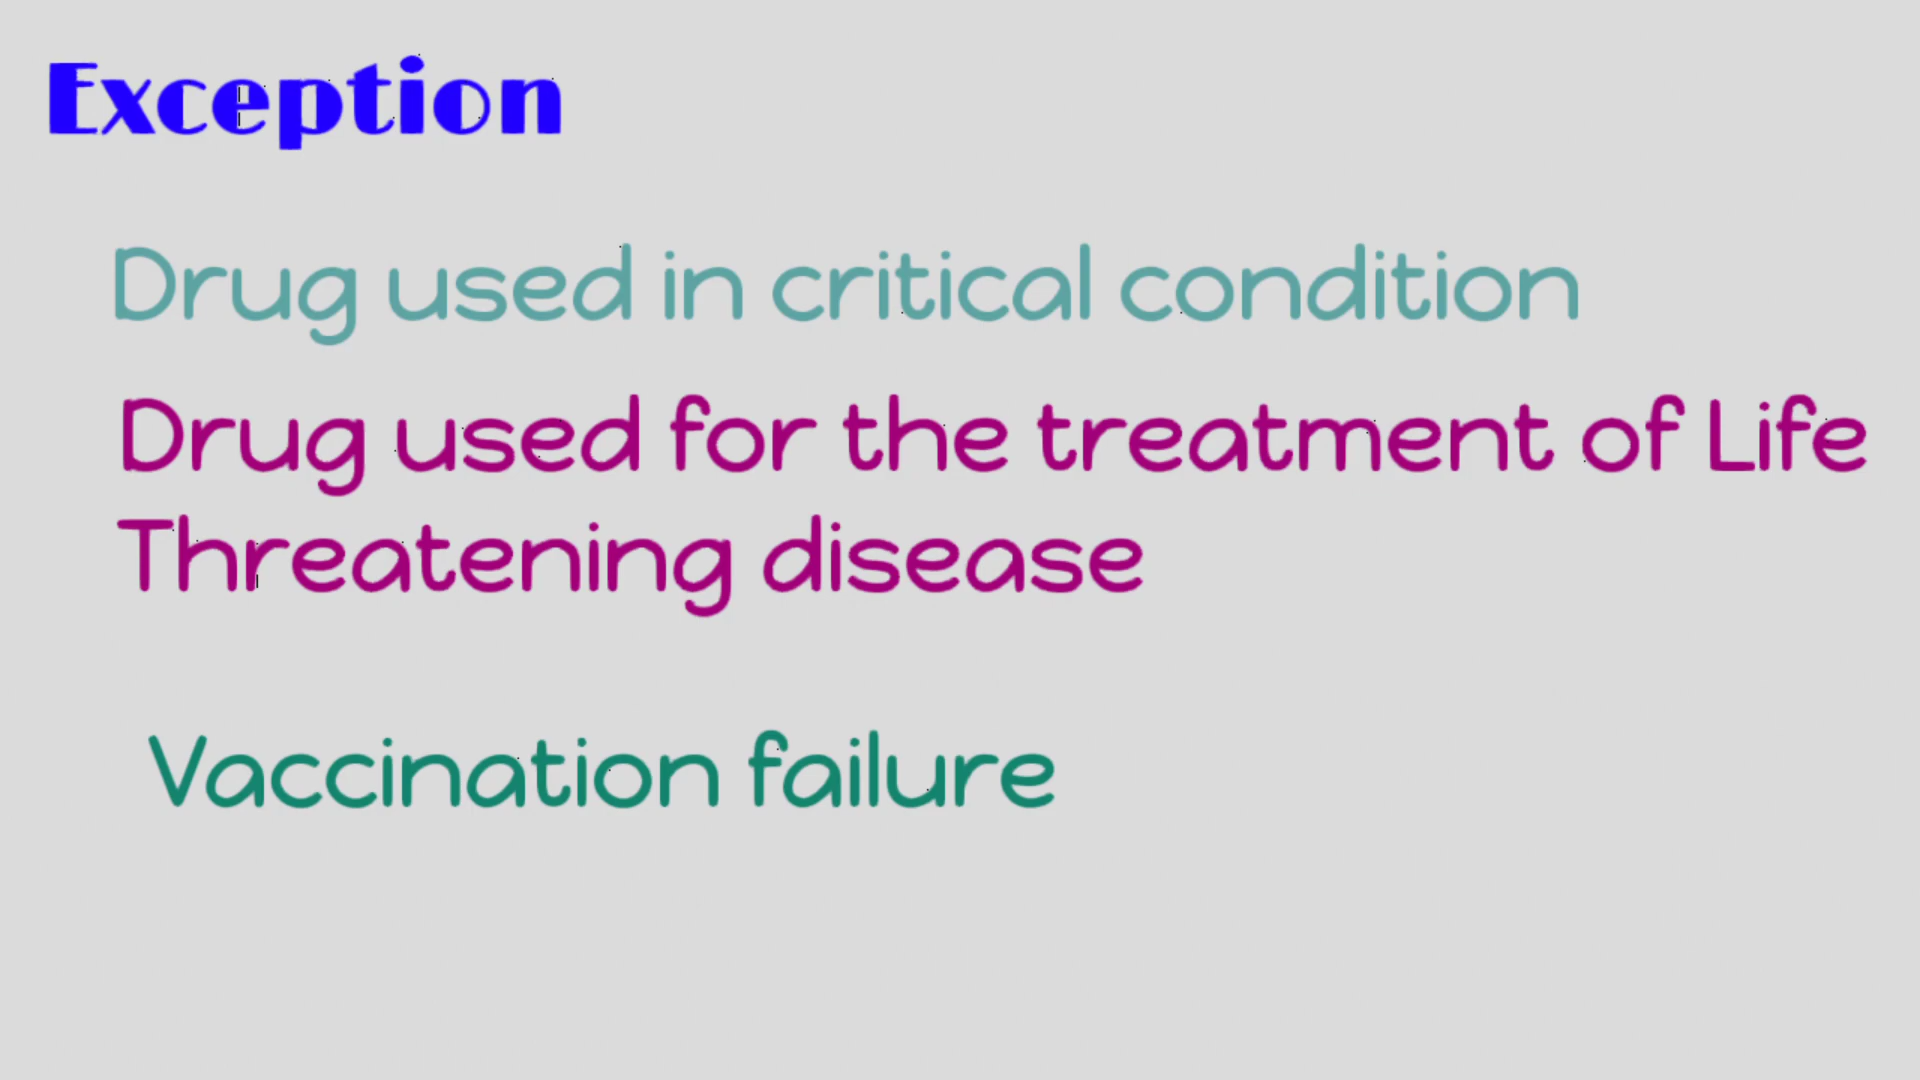 Exception
Drug used in critical condition
Drug used for the treatment of Life
Threatening disease
Vaccination failure